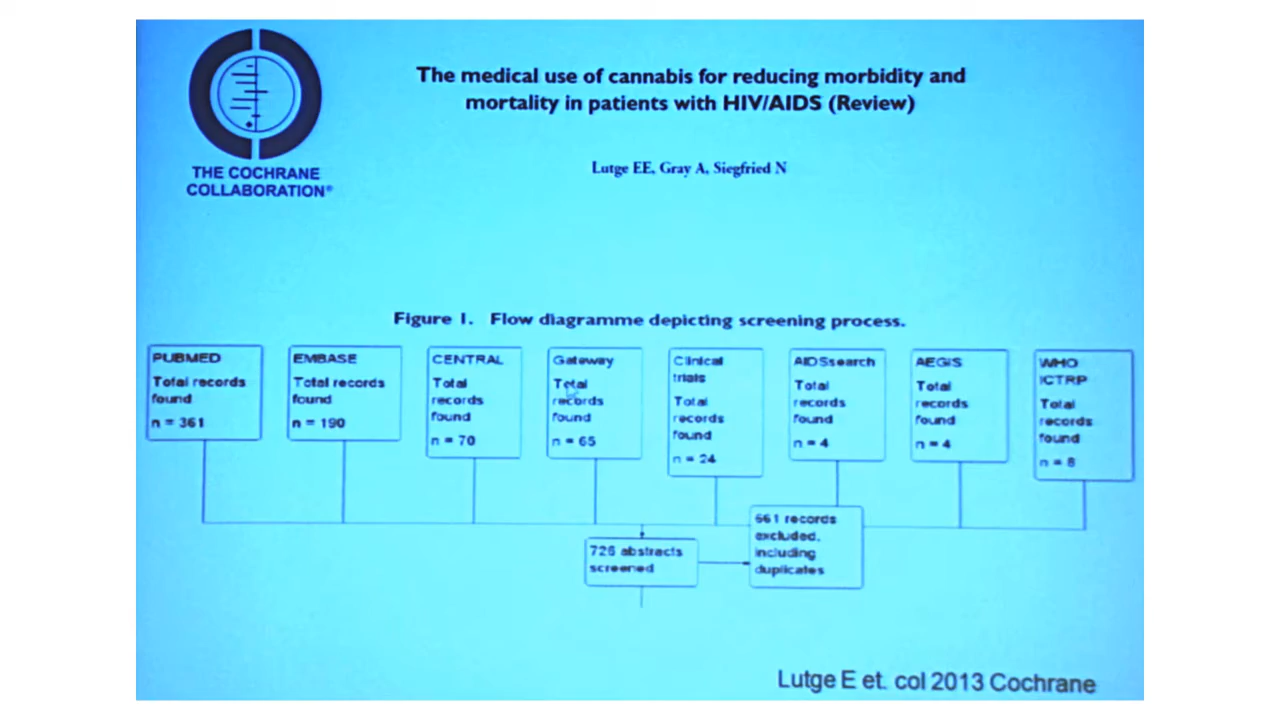 THE COCHRANE
COLLABORATION®
The medical use of cannabis for reducing morbidity and
mortality in patients with HIV/AIDS (Review)
Lutge EE, Gray A, Siegfried N
Figure 1. Flow diagramme depicting screening process.
PUBMED
Total records
found
n = 361
EMBASE
Total records
found
n = 190
CENTRAL
Total
records
found
n = 70
Gateway
Total
records
found
n = 65
Clinical
trials
Total
records
found
n = 24
AIDSsearch
Total
records
found
n = 4
AEGIS
Total
records
found
n = 4
WHO
ICTRP
Total
records
found
n = 8
726 abstracts
screened
661 records
excluded,
including
duplicates
Lutge E et. col 2013 Cochrane